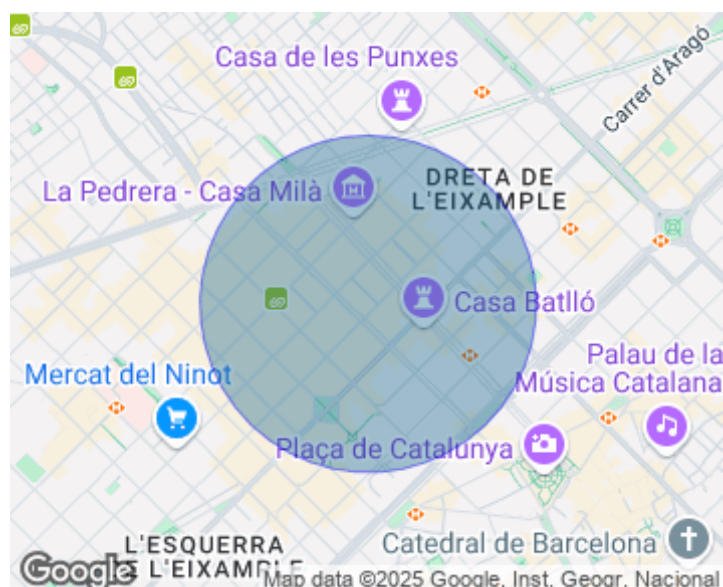 Casa de les Punxes
Carrer d'Aragó
La Pedrera - Casa Milà
DRETA DE
L'EIXAMPLE
Casa Batlló
Mercat del Ninot
Palau de la
Música Catalana
Plaça de Catalunya
L'ESQUERRA
DE L'EIXAMPLE
Catedral de Barcelona
Google
Map data ©2025 Google, Inst. Geogr. Nacional